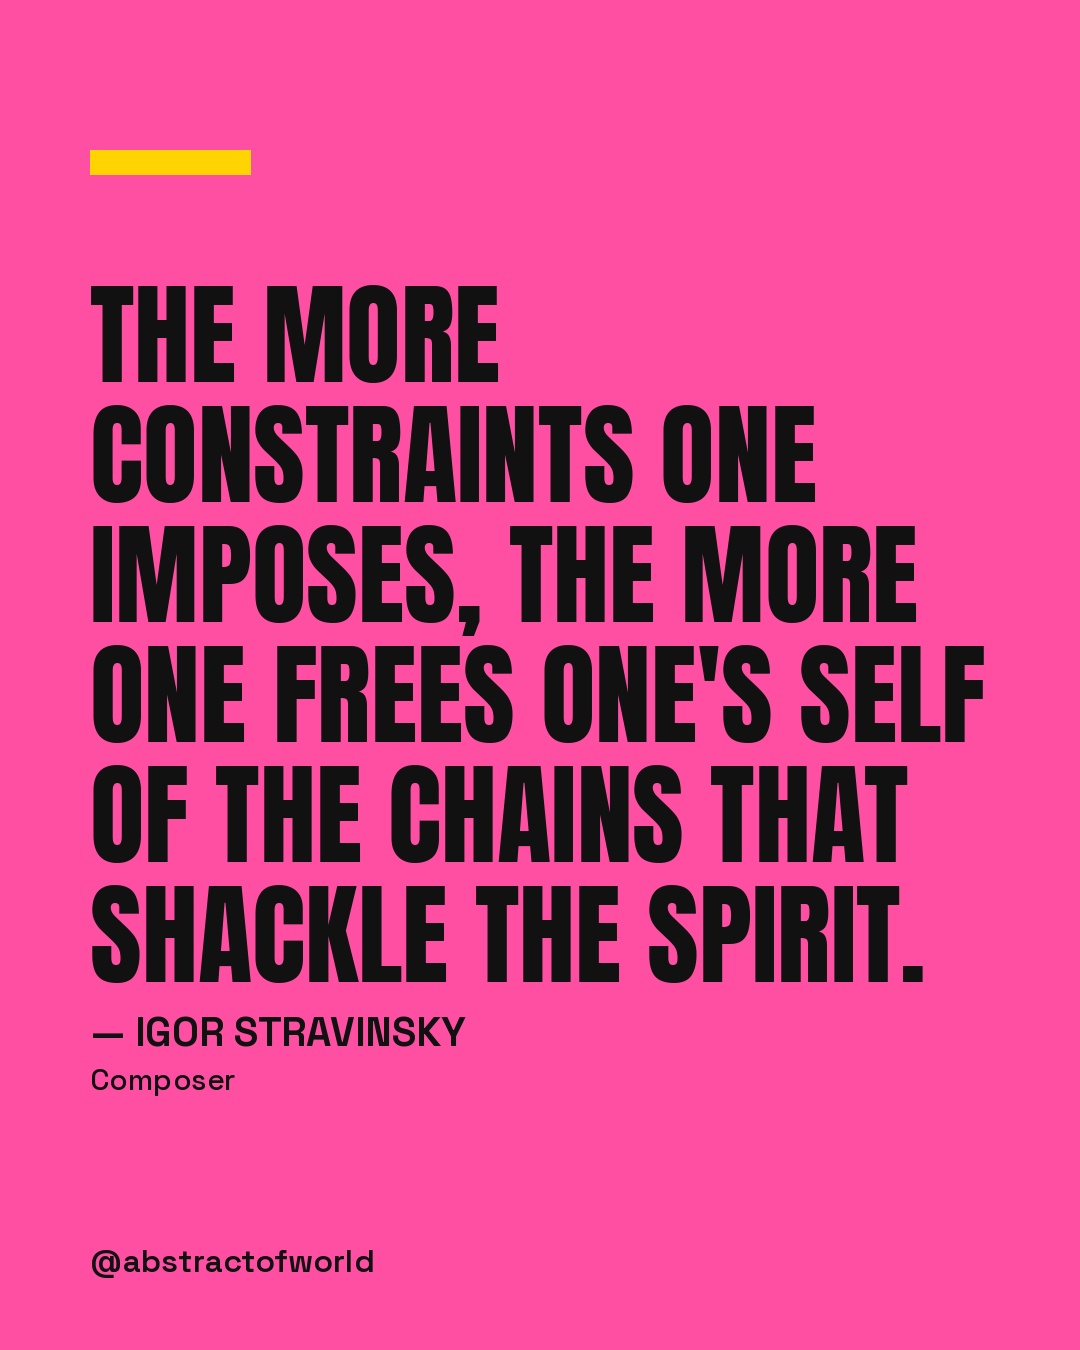 THE MORE
CONSTRAINTS ONE
IMPOSES, THE MORE
ONE FREES ONE'S SELF
OF THE CHAINS THAT
SHACKLE THE SPIRIT.
— IGOR STRAVINSKY
Composer
@abstractofworld